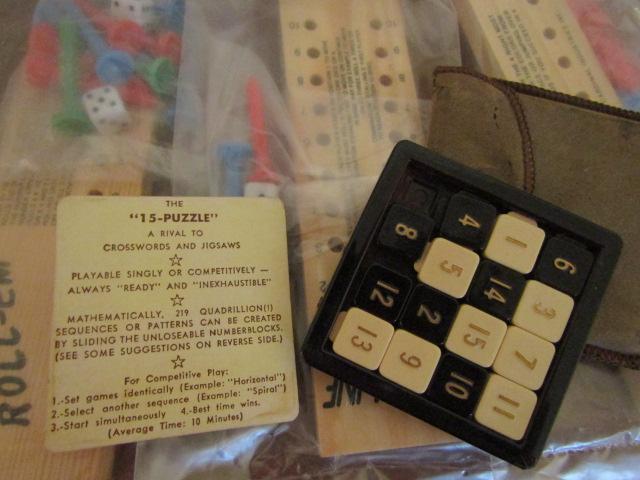 THE
"15-PUZZLE"
A RIVAL TO
CROSSWORDS AND JIGSAWS
PLAYABLE SINGLY OR COMPETITIVELY —
ALWAYS "READY" AND "INEXHAUSTIBLE"
MATHEMATICALLY, 219 QUADRILLION(!)
SEQUENCES OR PATTERNS CAN BE CREATED
BY SLIDING THE UNLOSEABLE NUMBERBLOCKS.
(SEE SOME SUGGESTIONS ON REVERSE SIDE.)
For Competitive Play:
1.-Set games identically (Example: "Horizontal")
2.-Select another sequence (Example: "Spiral")
3.-Start simultaneously 4.-Best time wins.
(Average Time: 10 Minutes)
4 1 6
8 5 14 3
12 2 15 7
13 9 10 11
ROLL-EM
LINE